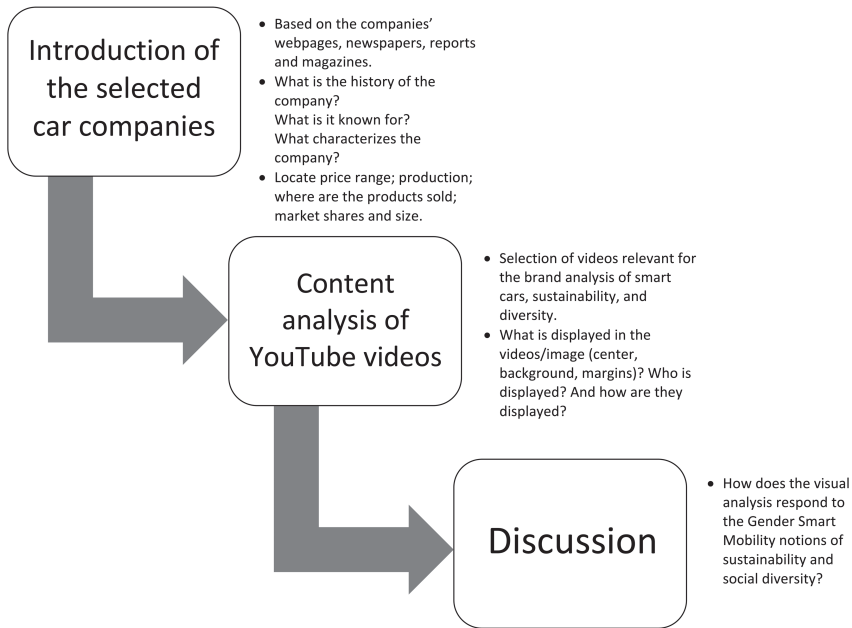 Introduction of
the selected
car companies
• Based on the companies’
webpages, newspapers, reports
and magazines.
• What is the history of the
company?
What is it known for?
What characterizes the
company?
• Locate price range; production;
where are the products sold;
market shares and size.
Content
analysis of
YouTube videos
• Selection of videos relevant for
the brand analysis of smart
cars, sustainability, and
diversity.
• What is displayed in the
videos/image (center,
background, margins)? Who is
displayed? And how are they
displayed?
Discussion
• How does the visual
analysis respond to
the Gender Smart
Mobility notions of
sustainability and
social diversity?